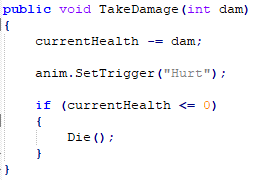 public void TakeDamage(int dam)
{
    currentHealth -= dam;

    anim.SetTrigger("Hurt");

    if (currentHealth <= 0)
    {
        Die();
    }
}